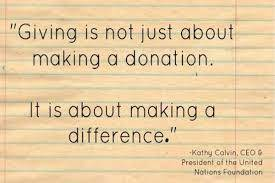 "Giving is not just about
making a donation.
It is about making a
difference."
-Kathy Calvin, CEO &
President of the United
Nations Foundation